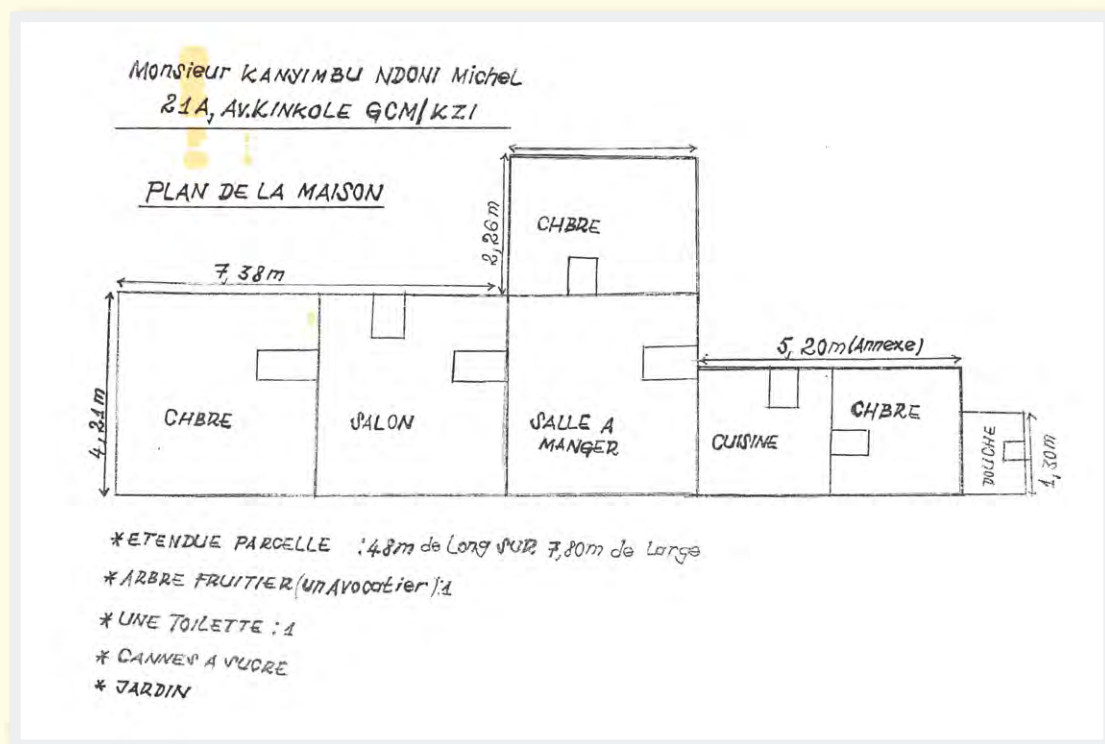 Monsieur KANYIMBU NDONI Michel
21A, AV.KINKOLE GCM/KZI
PLAN DE LA MAISON
2,26m
CHBRE
7,38m
5,20m(Annexe)
4,21m
CHBRE
SALON
SALLE A
MANGER
CUISINE
CHBRE
DOUCHE
1,30m
*ETENDUE PARCELLE :48m de Long SUR 7,80m de Large
*ARBRE FRUITIER(un Avocatier):1
*UNE TOILETTE :1
* CANNES A SUCRE
* JARDIN